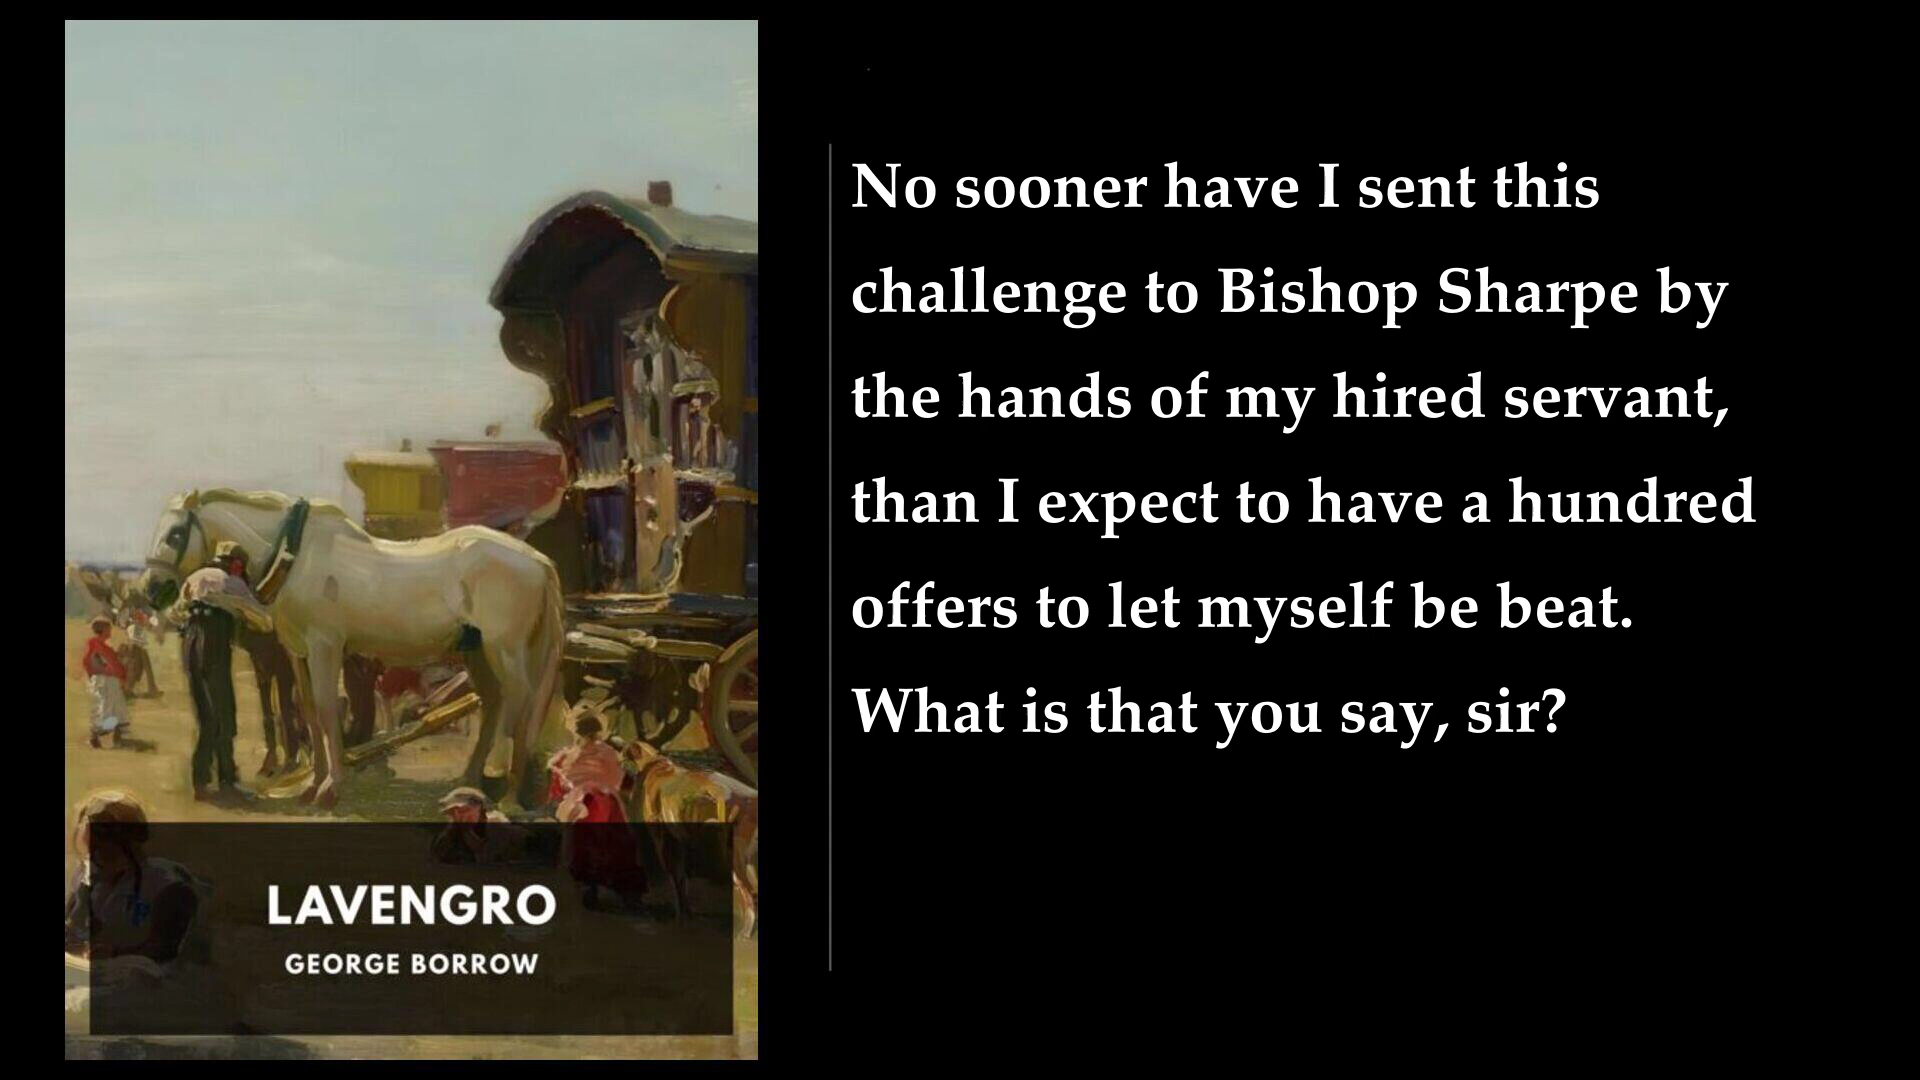 No sooner have I sent this
challenge to Bishop Sharpe by
the hands of my hired servant,
than I expect to have a hundred
offers to let myself be beat.
What is that you say, sir?
LAVENGRO
GEORGE BORROW